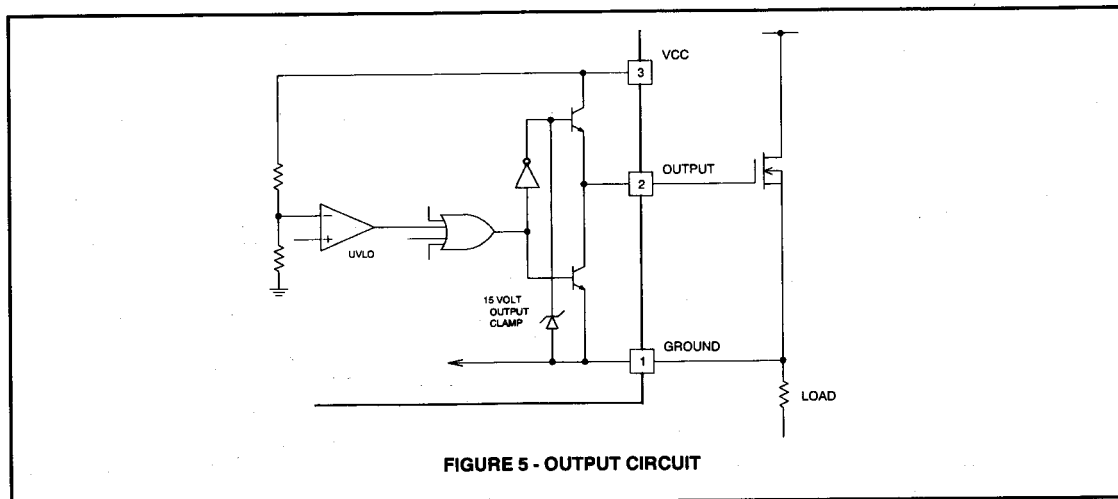 VCC
3
OUTPUT
2
−
+
UVLO
15 VOLT
OUTPUT
CLAMP
GROUND
1
LOAD
FIGURE 5 - OUTPUT CIRCUIT